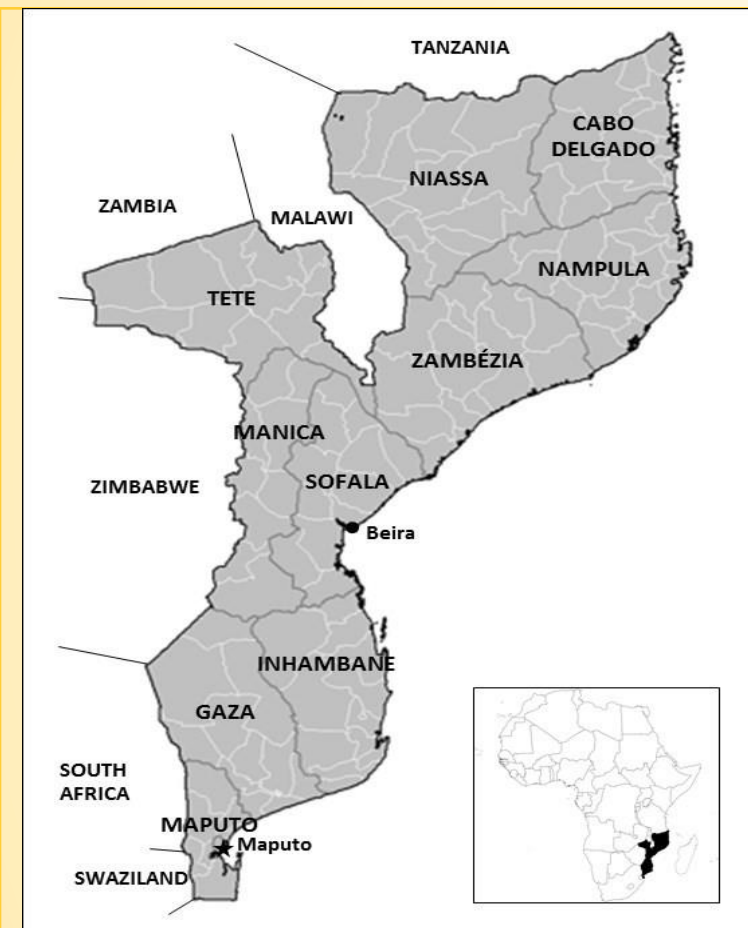 TANZANIA
CABO
DELGADO
NIASSA
ZAMBIA
MALAWI
NAMPULA
TETE
ZAMBÉZIA
MANICA
ZIMBABWE
SOFALA
Beira
INHAMBANE
GAZA
SOUTH
AFRICA
MAPUTO
Maputo
SWAZILAND